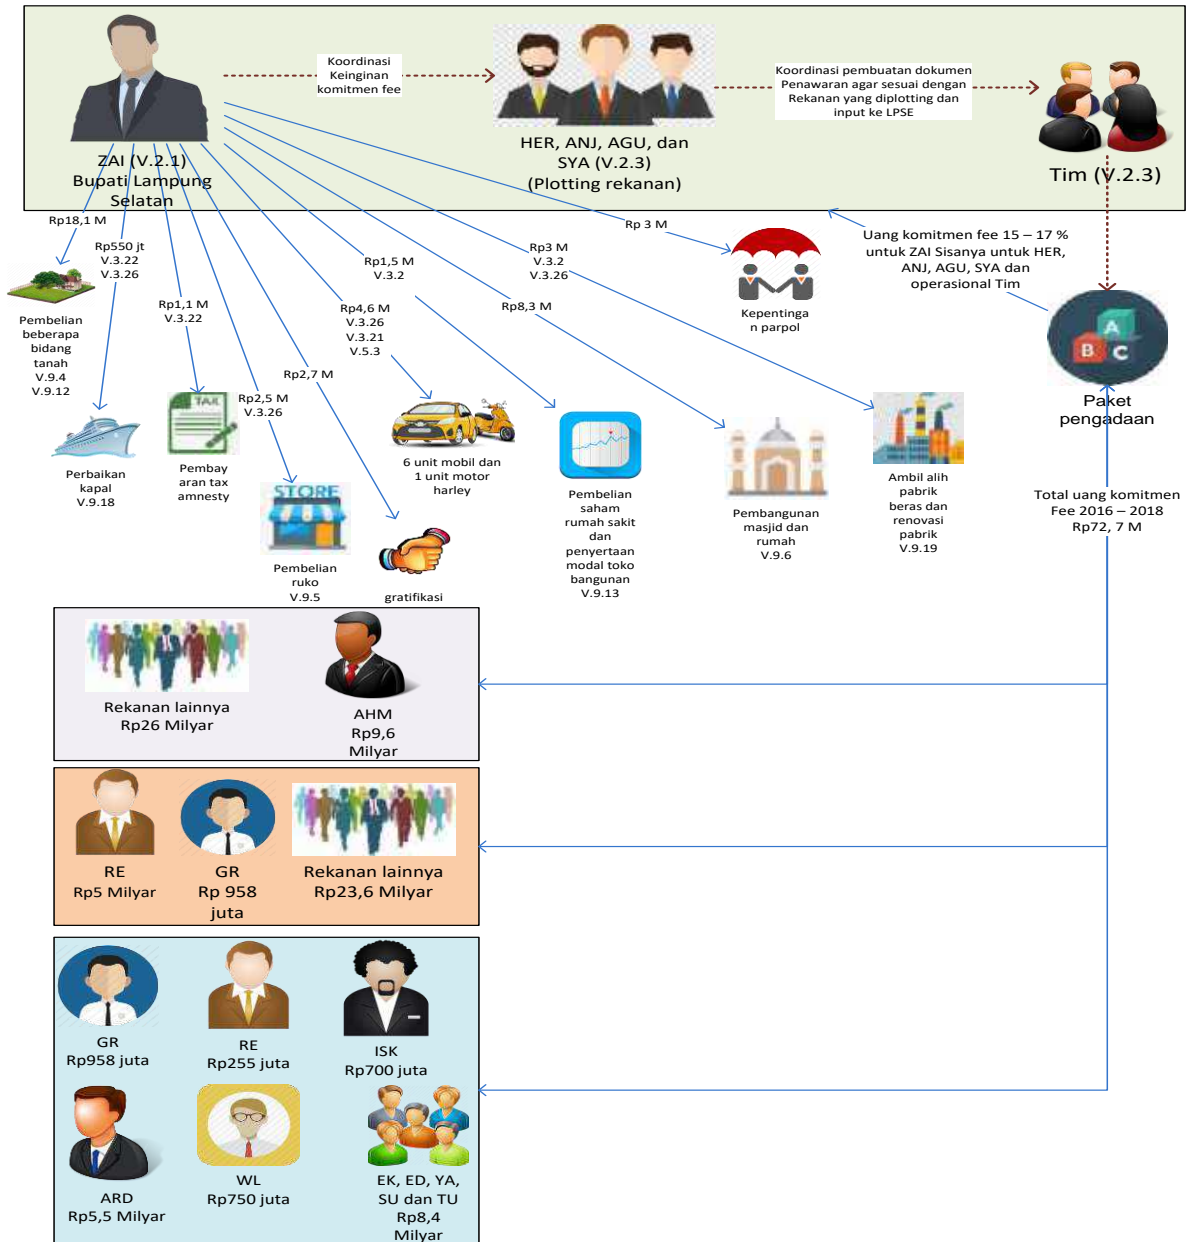 Koordinasi
Keinginan
komitmen fee
Koordinasi pembuatan dokumen
Penawaran agar sesuai dengan
Rekanan yang diplotting dan
input ke LPSE
ZAI (V.2.1)
Bupati Lampung
Selatan
HER, ANJ, AGU, dan
SYA (V.2.3)
(Plotting rekanan)
Tim (V.2.3)
Rp18,1 M
Rp550 jt
V.3.22
V.3.26
Rp1,1 M
V.3.22
Rp2,5 M
V.3.26
Rp2,7 M
Rp4,6 M
V.3.26
V.3.21
V.5.3
Rp1,5 M
V.3.2
Rp8,3 M
Rp3 M
V.3.2
V.3.26
Rp 3 M
Uang komitmen fee 15 – 17 %
untuk ZAI Sisanya untuk HER,
ANJ, AGU, SYA dan
operasional Tim
Pembelian
beberapa
bidang
tanah
V.9.4
V.9.12
Perbaikan
kapal
V.9.18
TAX
Pembay
aran tax
amnesty
STORE
Pembelian
ruko
V.9.5
gratifikasi
6 unit mobil dan
1 unit motor
harley
Pembelian
saham
rumah sakit
dan
penyertaan
modal toko
bangunan
V.9.13
Pembangunan
masjid dan
rumah
V.9.6
Kepentinga
n parpol
Ambil alih
pabrik
beras dan
renovasi
pabrik
V.9.19
A
B
C
Paket
pengadaan
Total uang komitmen
Fee 2016 – 2018
Rp72, 7 M
Rekanan lainnya
Rp26 Milyar
AHM
Rp9,6
Milyar
RE
Rp5 Milyar
GR
Rp 958
juta
Rekanan lainnya
Rp23,6 Milyar
GR
Rp958 juta
RE
Rp255 juta
ISK
Rp700 juta
ARD
Rp5,5 Milyar
WL
Rp750 juta
EK, ED, YA,
SU dan TU
Rp8,4
Milyar